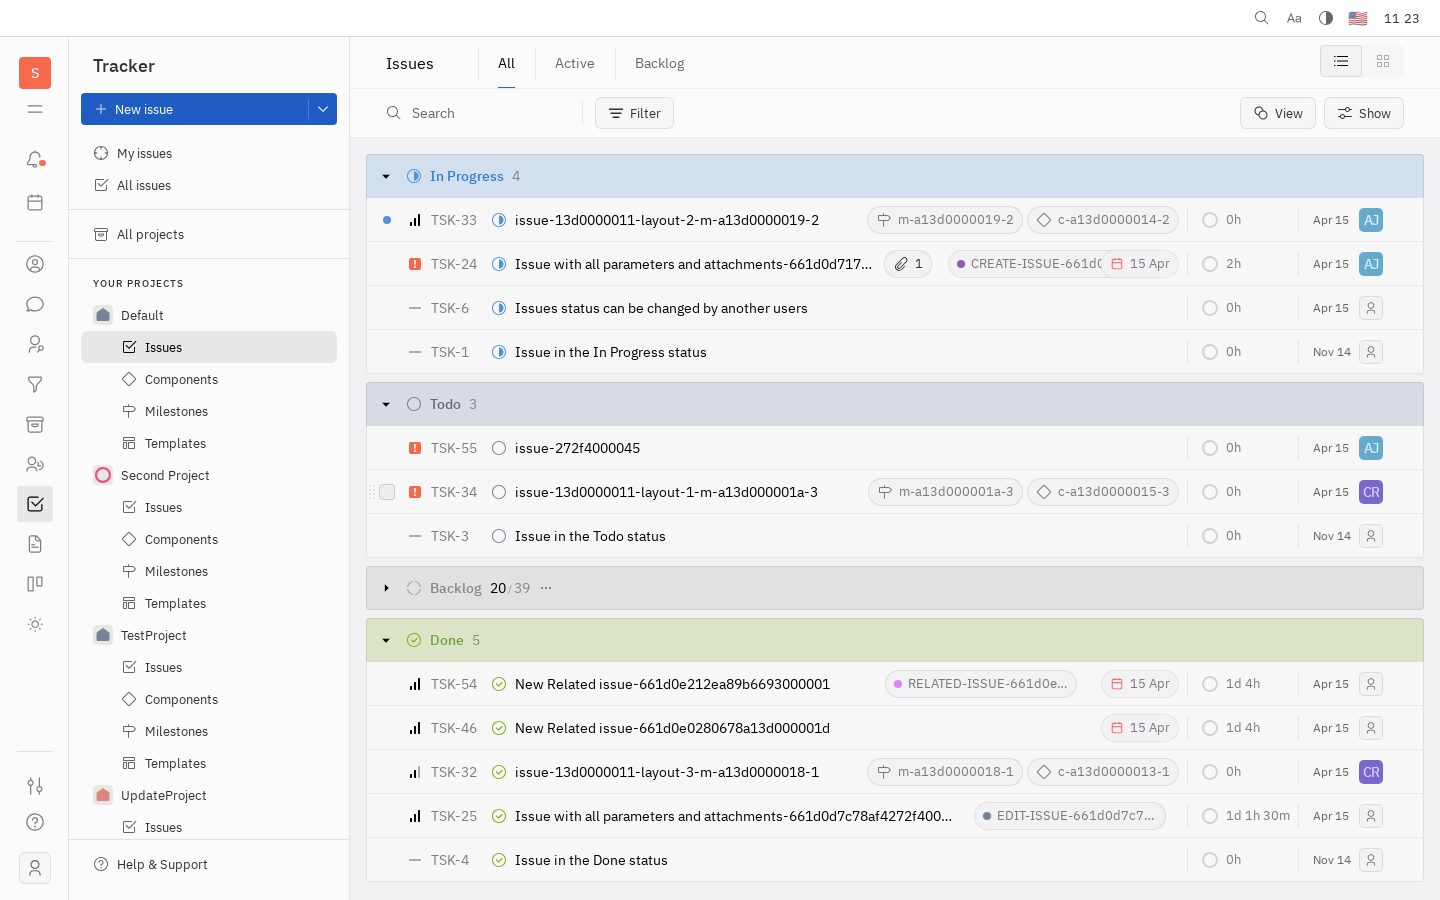 Aa 11 23
S
Tracker
New issue
My issues
All issues
All projects
YOUR PROJECTS
Default
Issues
Components
Milestones
Templates
Second Project
Issues
Components
Milestones
Templates
TestProject
Issues
Components
Milestones
Templates
UpdateProject
Issues
Help & Support
Issues All Active Backlog
Search Filter View Show
In Progress 4
TSK-33 issue-13d0000011-layout-2-m-a13d0000019-2 m-a13d0000019-2 c-a13d0000014-2 0h Apr 15 AJ
TSK-24 Issue with all parameters and attachments-661d0d717... 1 CREATE-ISSUE-661d0 15 Apr 2h Apr 15 AJ
TSK-6 Issues status can be changed by another users 0h Apr 15
TSK-1 Issue in the In Progress status 0h Nov 14
Todo 3
TSK-55 issue-272f4000045 0h Apr 15 AJ
TSK-34 issue-13d0000011-layout-1-m-a13d000001a-3 m-a13d000001a-3 c-a13d0000015-3 0h Apr 15 CR
TSK-3 Issue in the Todo status 0h Nov 14
Backlog 20/39 ...
Done 5
TSK-54 New Related issue-661d0e212ea89b6693000001 RELATED-ISSUE-661d0e... 15 Apr 1d 4h Apr 15
TSK-46 New Related issue-661d0e0280678a13d000001d 15 Apr 1d 4h Apr 15
TSK-32 issue-13d0000011-layout-3-m-a13d0000018-1 m-a13d0000018-1 c-a13d0000013-1 0h Apr 15 CR
TSK-25 Issue with all parameters and attachments-661d0d7c78af4272f400... EDIT-ISSUE-661d0d7c7... 1d 1h 30m Apr 15
TSK-4 Issue in the Done status 0h Nov 14